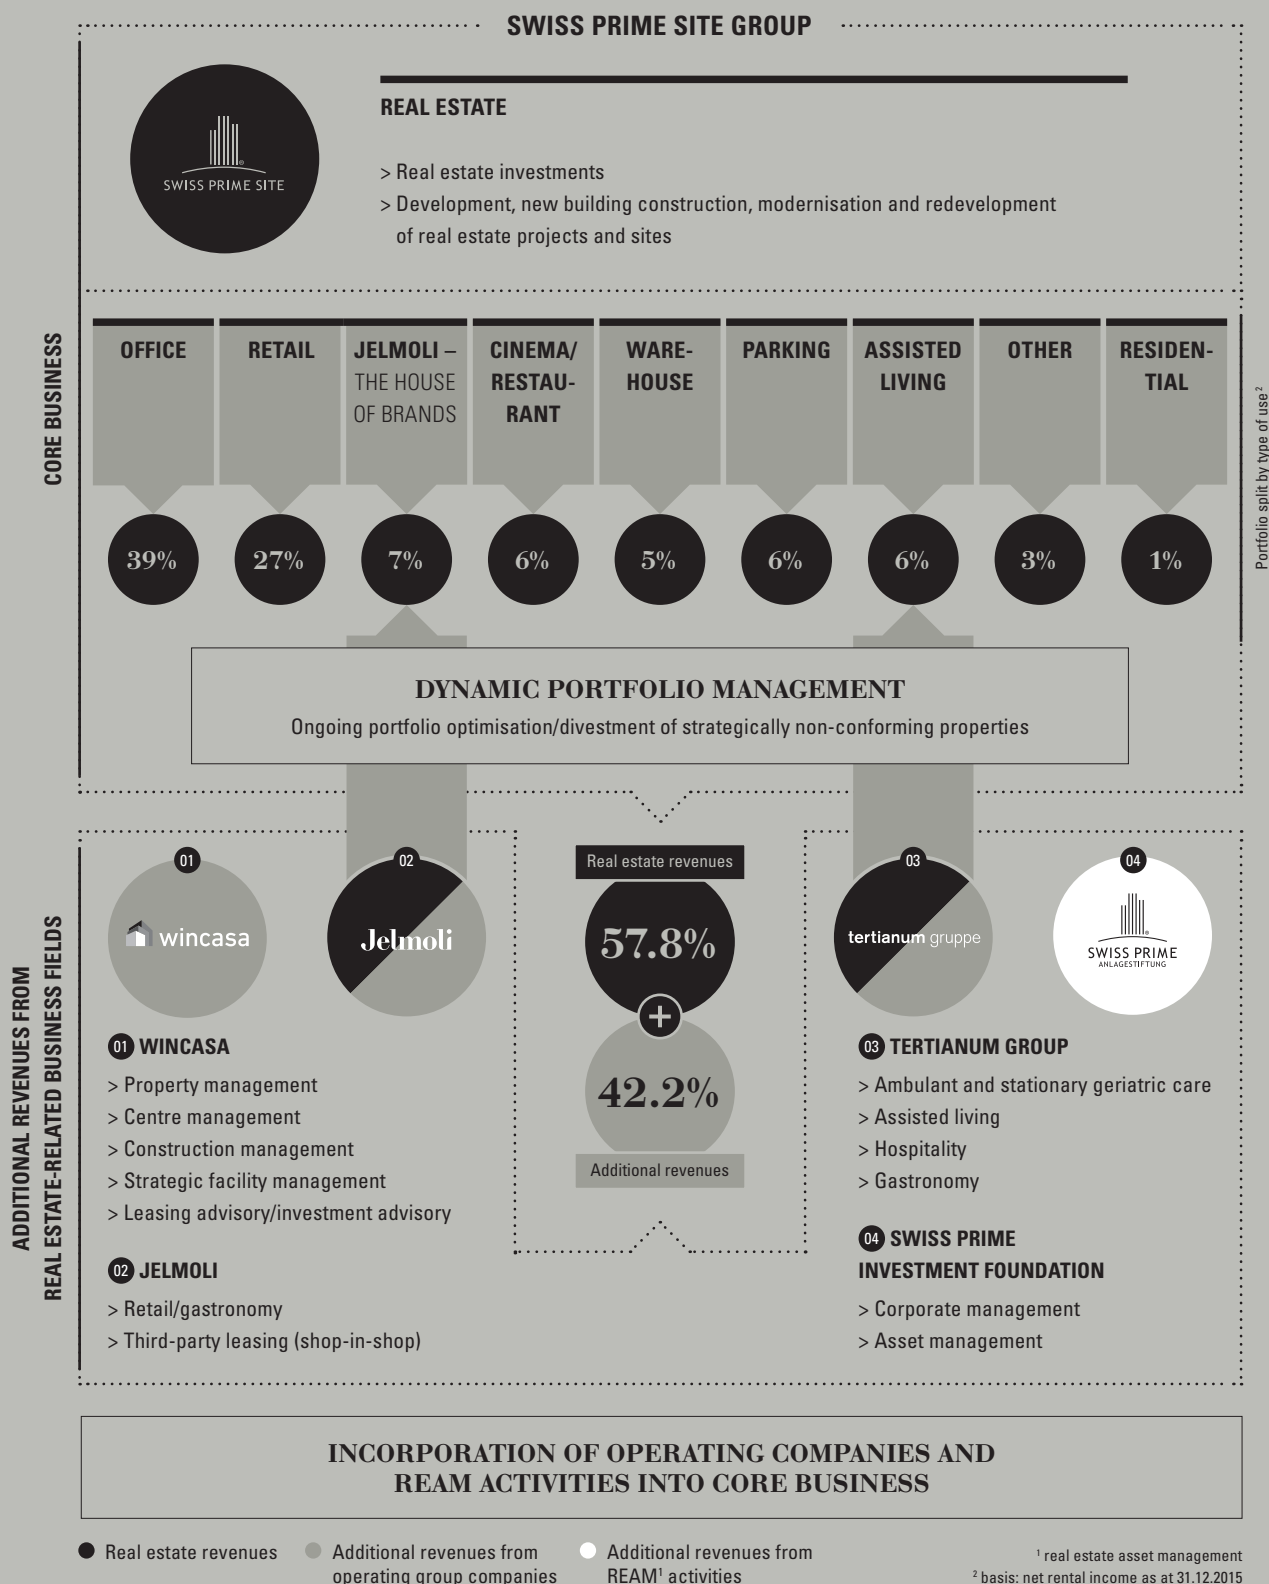 SWISS PRIME SITE GROUP
SWISS PRIME SITE
REAL ESTATE
> Real estate investments
> Development, new building construction, modernisation and redevelopment
of real estate projects and sites
CORE BUSINESS
OFFICE
RETAIL
JELMOLI –
THE HOUSE
OF BRANDS
CINEMA/
RESTAU-
RANT
WARE-
HOUSE
PARKING
ASSISTED
LIVING
OTHER
RESIDEN-
TIAL
39%
27%
7%
6%
5%
6%
6%
3%
1%
Portfolio split by type of use²
DYNAMIC PORTFOLIO MANAGEMENT
Ongoing portfolio optimisation/divestment of strategically non-conforming properties
ADDITIONAL REVENUES FROM
REAL ESTATE-RELATED BUSINESS FIELDS
01
wincasa
02
Jelmoli
Real estate revenues
57.8%
+
42.2%
Additional revenues
03
tertianum gruppe
04
SWISS PRIME
ANLAGESTIFTUNG
01 WINCASA
> Property management
> Centre management
> Construction management
> Strategic facility management
> Leasing advisory/investment advisory
02 JELMOLI
> Retail/gastronomy
> Third-party leasing (shop-in-shop)
03 TERTIANUM GROUP
> Ambulant and stationary geriatric care
> Assisted living
> Hospitality
> Gastronomy
04 SWISS PRIME
INVESTMENT FOUNDATION
> Corporate management
> Asset management
INCORPORATION OF OPERATING COMPANIES AND
REAM ACTIVITIES INTO CORE BUSINESS
Real estate revenues
Additional revenues from
operating group companies
Additional revenues from
REAM¹ activities
¹ real estate asset management
² basis: net rental income as at 31.12.2015